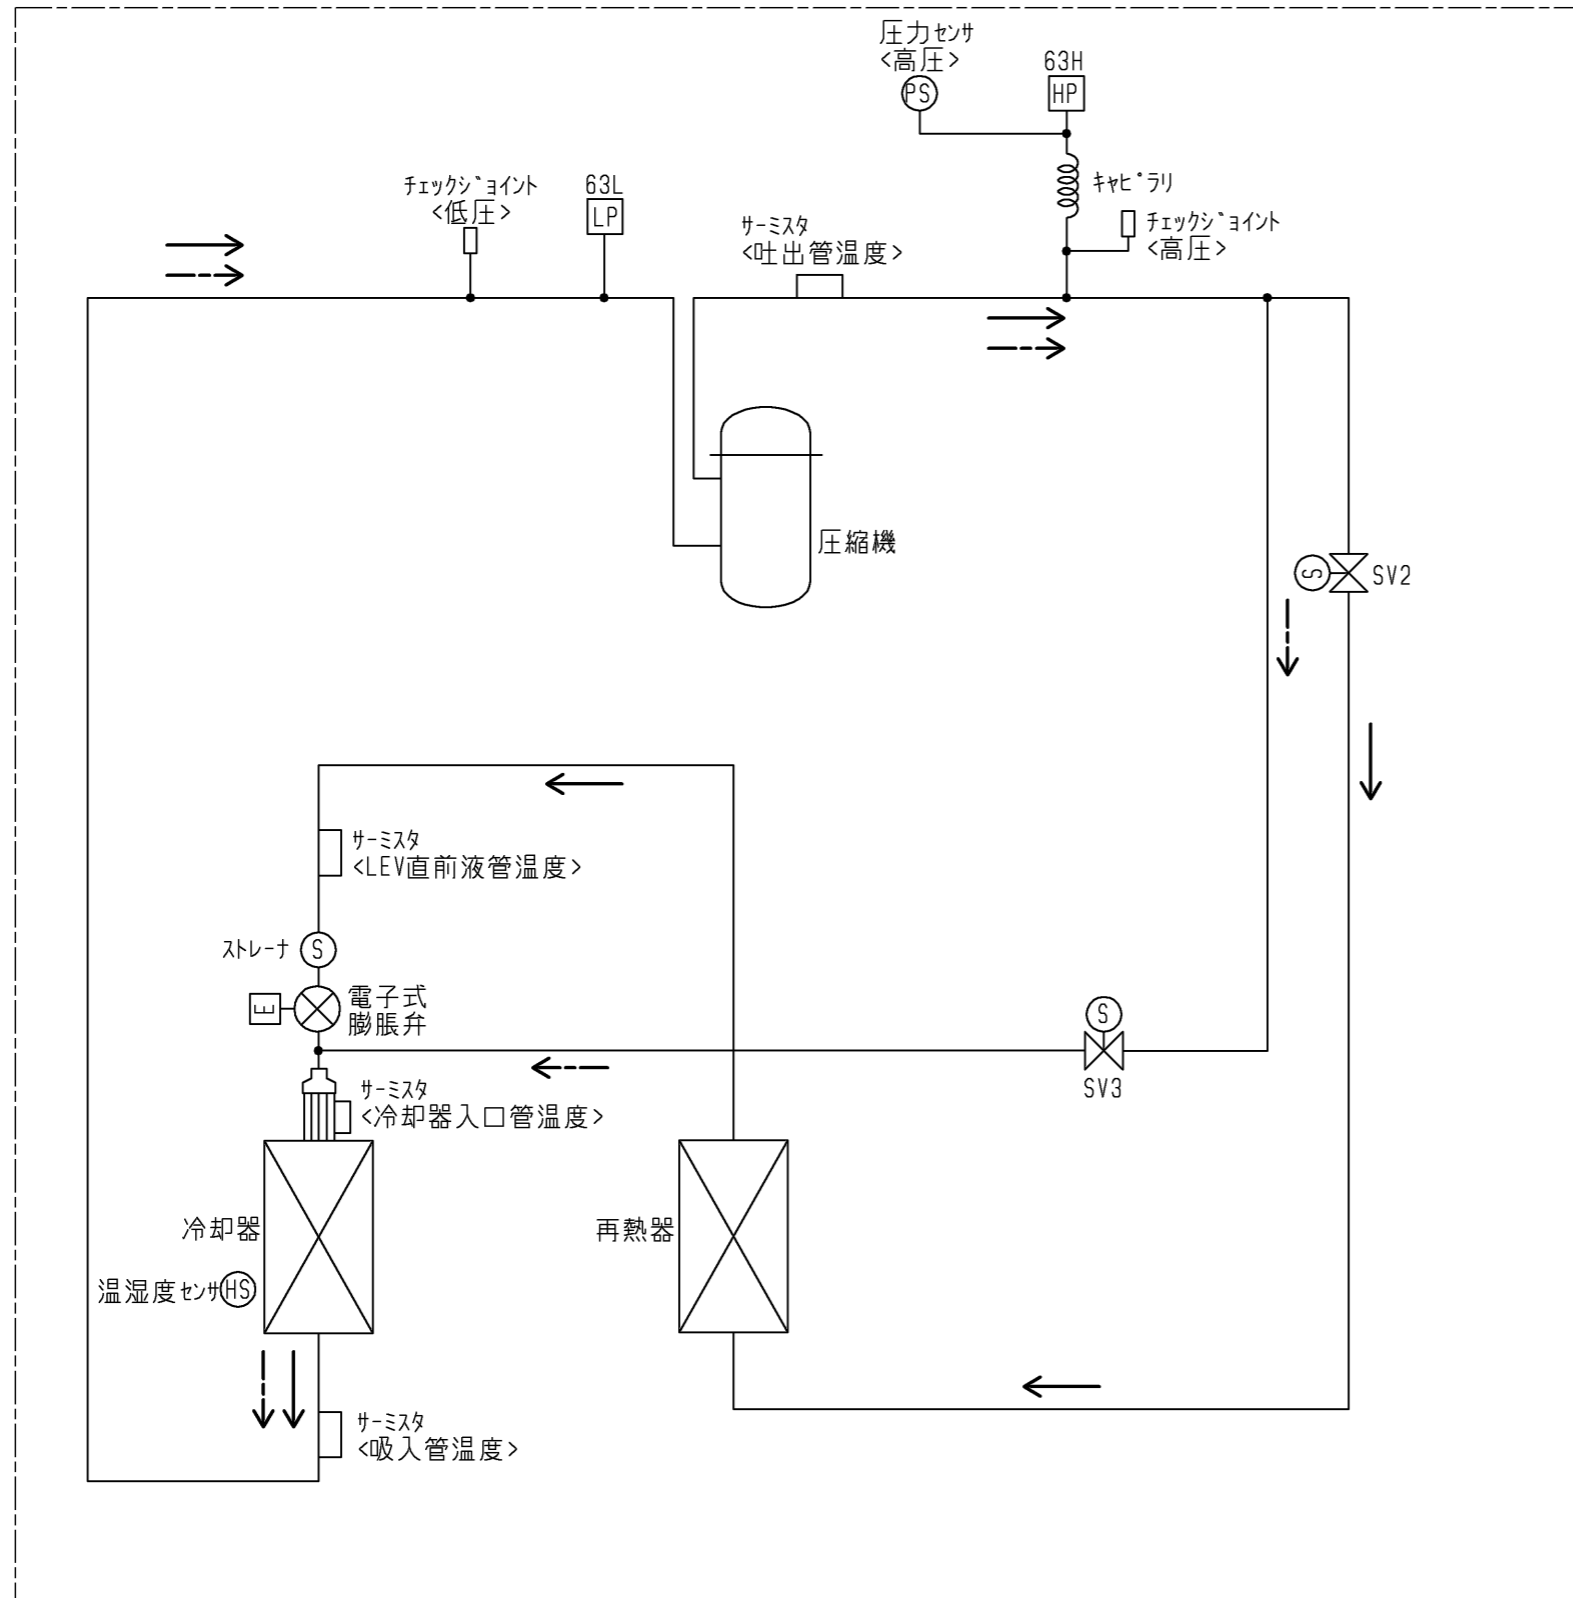 圧力センサ
<高圧>
PS
63H
HP
キャピラリ
チェックジョイント
<高圧>
チェックジョイント
<低圧>
63L
LP
サーミスタ
<吐出管温度>
圧縮機
S
SV2
サーミスタ
<LEV直前液管温度>
ストレーナ
S
E
電子式
膨脹弁
S
SV3
サーミスタ
<冷却器入口管温度>
冷却器
再熱器
温湿度センサ
HS
サーミスタ
<吸入管温度>